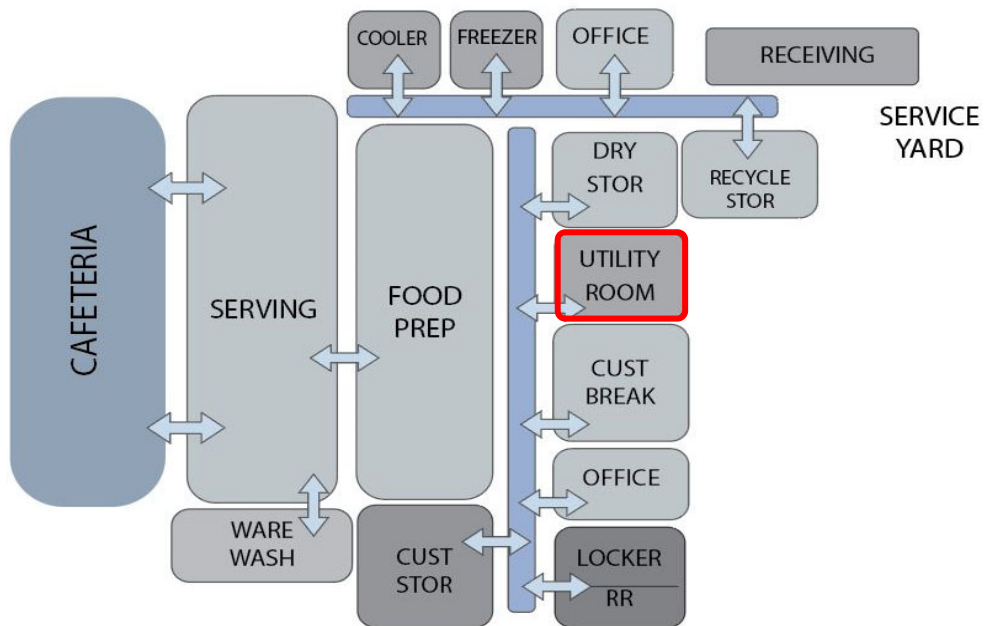 COOLER
FREEZER
OFFICE
RECEIVING
SERVICE
YARD
CAFETERIA
SERVING
FOOD
PREP
DRY
STOR
RECYCLE
STOR
UTILITY
ROOM
CUST
BREAK
OFFICE
WARE
WASH
CUST
STOR
LOCKER
RR